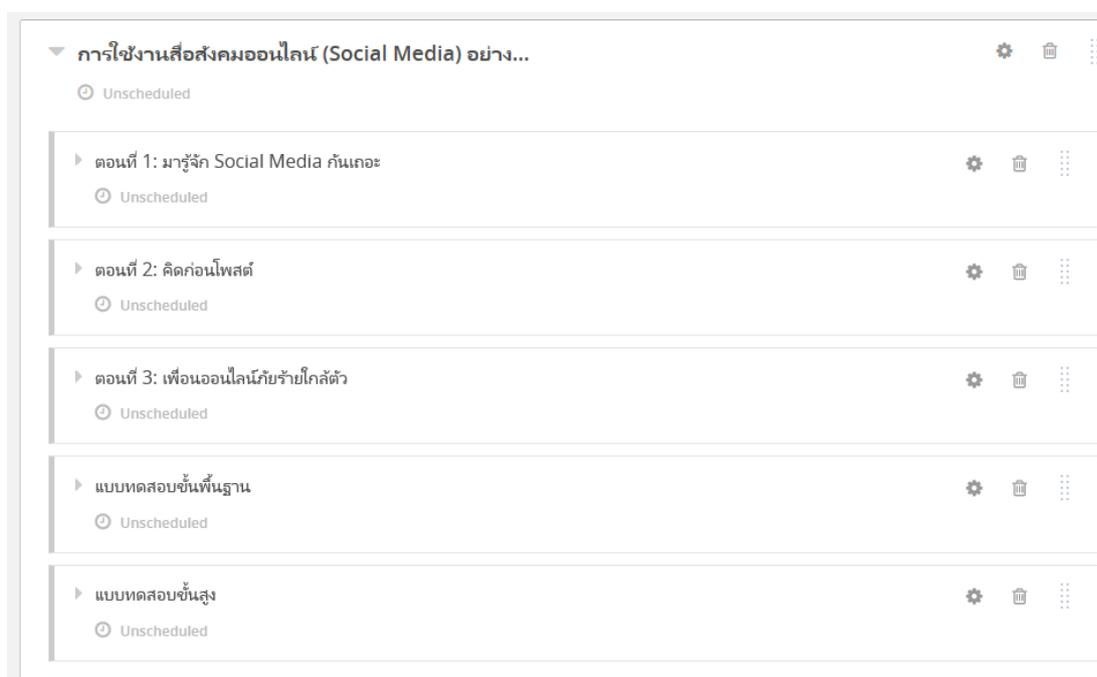 การใช้งานสื่อสังคมออนไลน์ (Social Media) อย่าง...
Unscheduled
ตอนที่ 1: มารู้จัก Social Media กันเถอะ
Unscheduled
ตอนที่ 2: คิดก่อนโพสต์
Unscheduled
ตอนที่ 3: เพื่อนออนไลน์ภัยร้ายใกล้ตัว
Unscheduled
แบบทดสอบขั้นพื้นฐาน
Unscheduled
แบบทดสอบขั้นสูง
Unscheduled